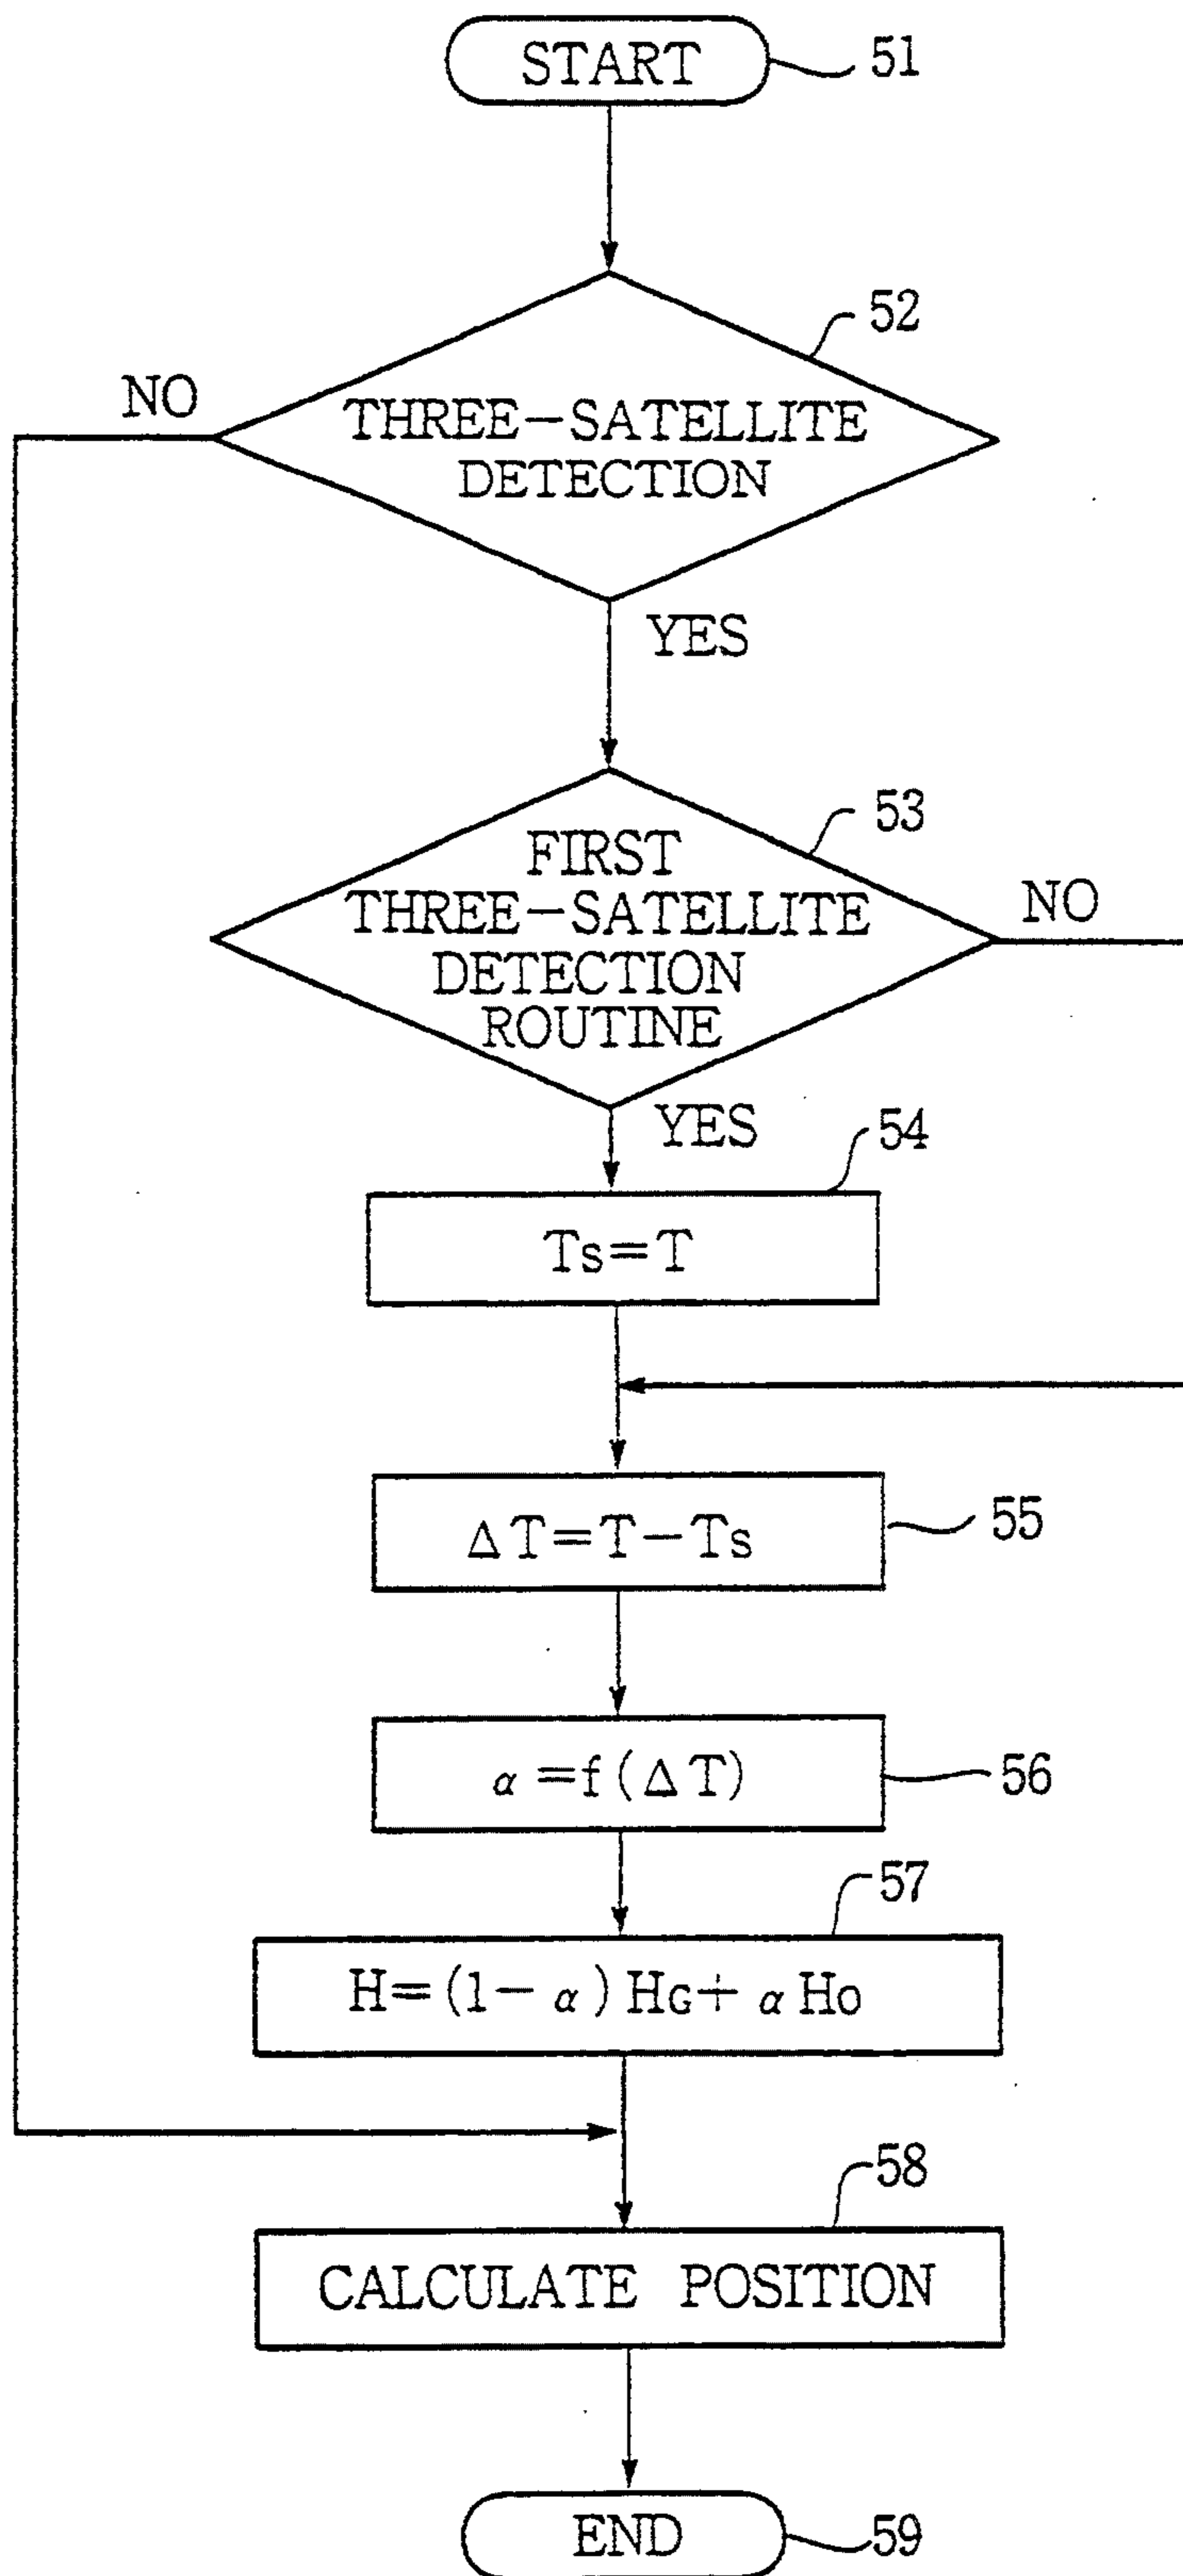 START
51
52
NO
THREE-SATELLITE
DETECTION
YES
53
FIRST
THREE-SATELLITE
DETECTION
ROUTINE
NO
YES
54
Ts=T
ΔT=T-Ts
55
α=f(ΔT)
56
57
H=(1-α)HG+αHo
58
CALCULATE POSITION
END
59